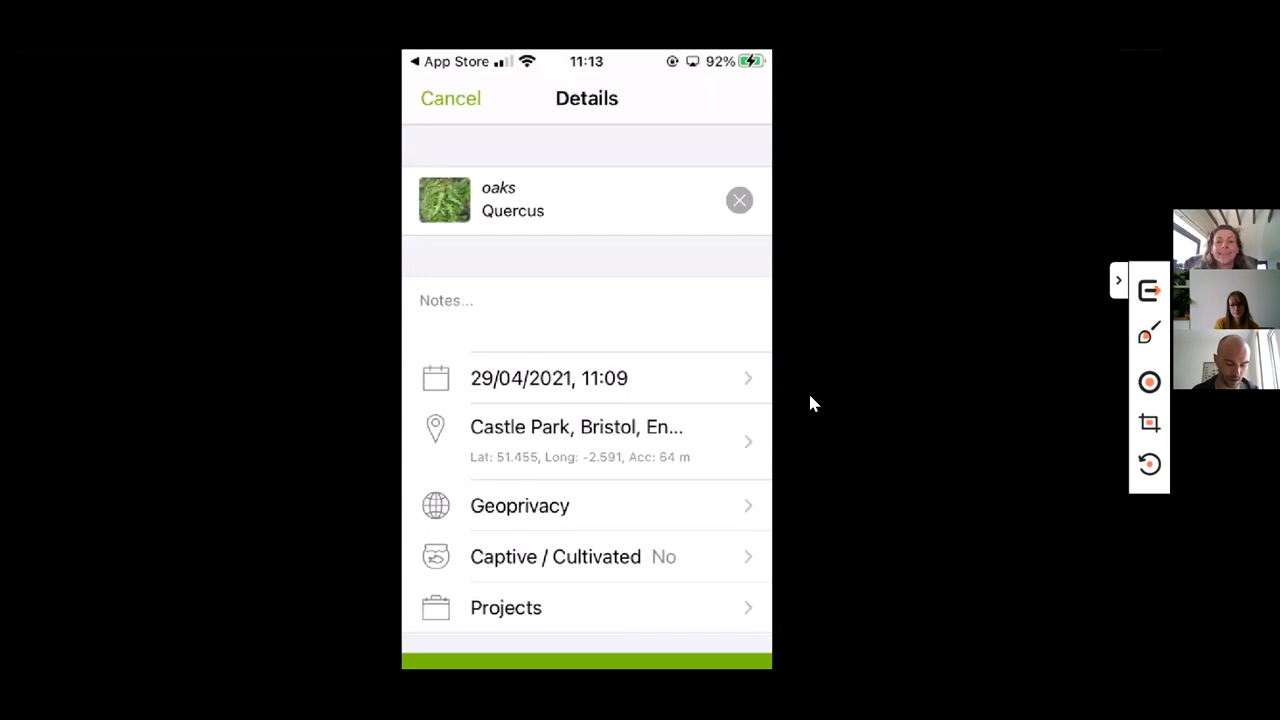 App Store 11:13 92%
Cancel Details
oaks
Quercus
Notes...
29/04/2021, 11:09
Castle Park, Bristol, En...
Lat: 51.455, Long: -2.591, Acc: 64 m
Geoprivacy
Captive / Cultivated No
Projects